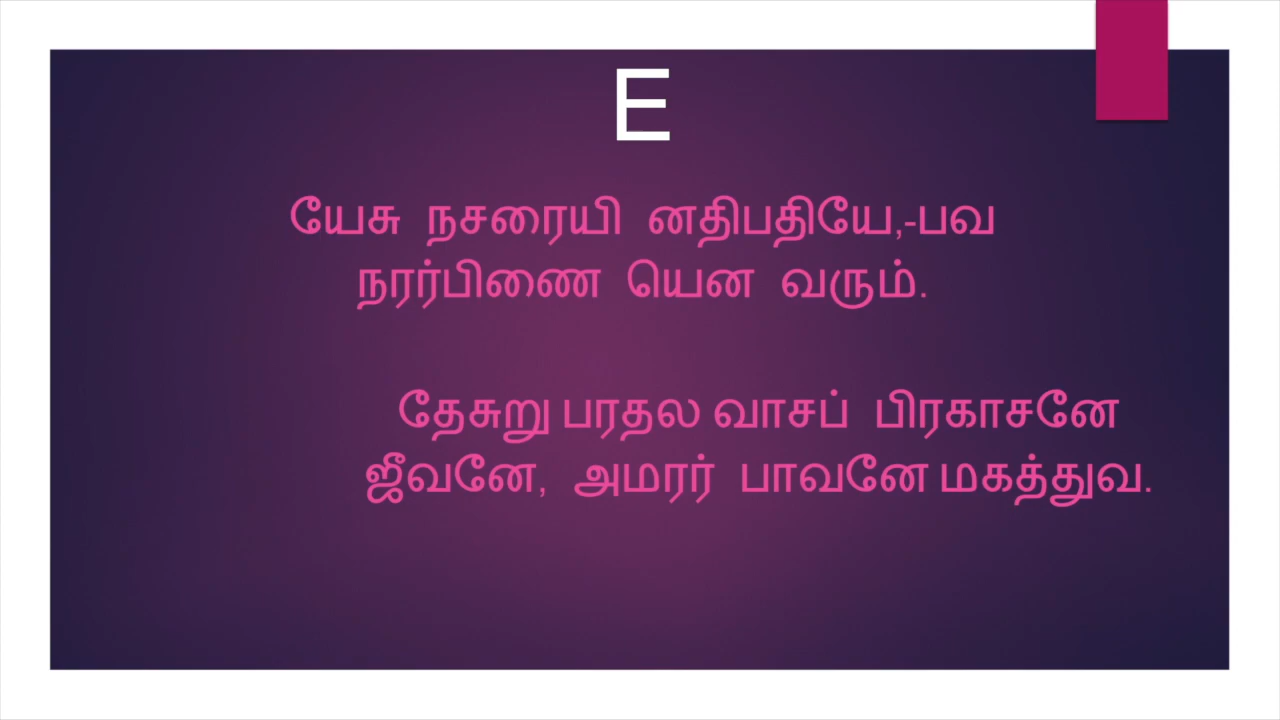 E
யேசு நசரையி னதிபதியே,-பவ
நரர்பிணை யென வரும்.
தேசுறு பரதல வாசப் பிரகாசனே
ஜீவனே, அமரர் பாவனே மகத்துவ.